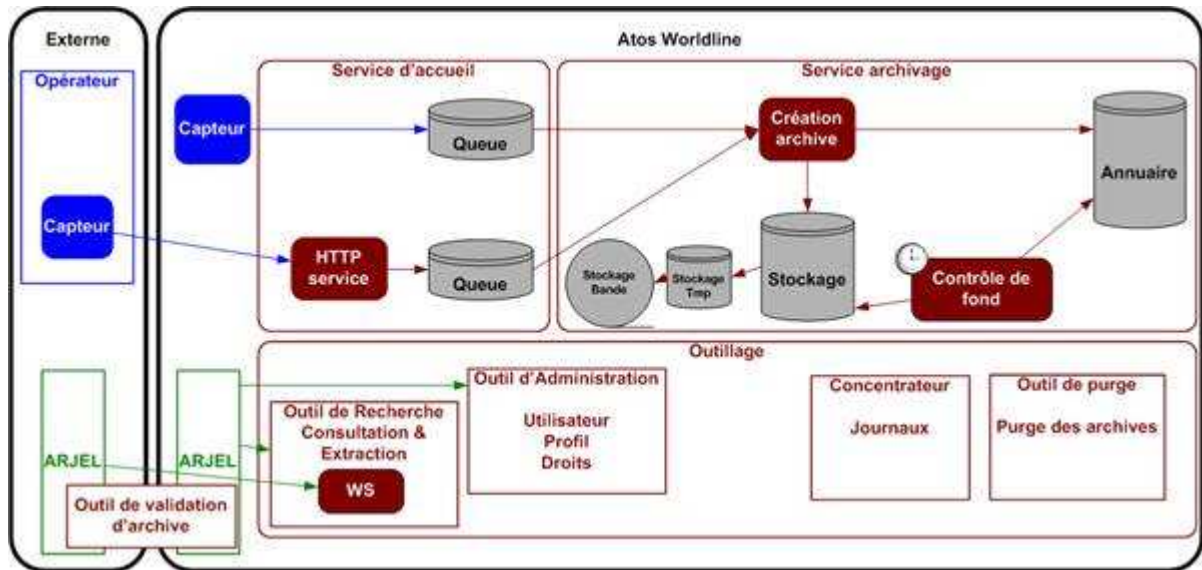 Externe
Atos Worldline
Opérateur
Service d'accueil
Service archivage
Capteur
Queue
Création
archive
Annuaire
Capteur
HTTP
service
Queue
Stockage
Bande
Stockage
Tmp
Stockage
Contrôle de
fond
Outillage
ARJEL
ARJEL
Outil de Recherche
Consultation &
Extraction
WS
Outil d'Administration
Utilisateur
Profil
Droits
Concentrateur
Journaux
Outil de purge
Purge des archives
Outil de validation
d'archive